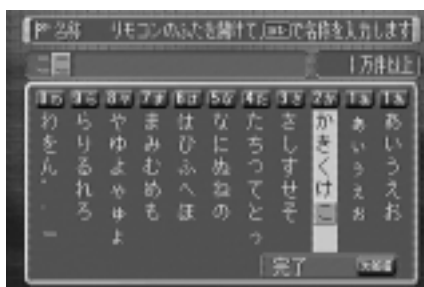 名称 リモコンのふたを開けて、で名称を入力します
ニ
1万件以上
わ ら や ま は な た さ か ぁ あ
を り ゆ み ひ に ち し き ぃ い
ん る よ む ふ ぬ つ す く ぅ う
れ ゃ め へ ね て せ け ぇ え
ろ ゅ も ほ の と そ こ ぉ お
ー ょ っ
完了